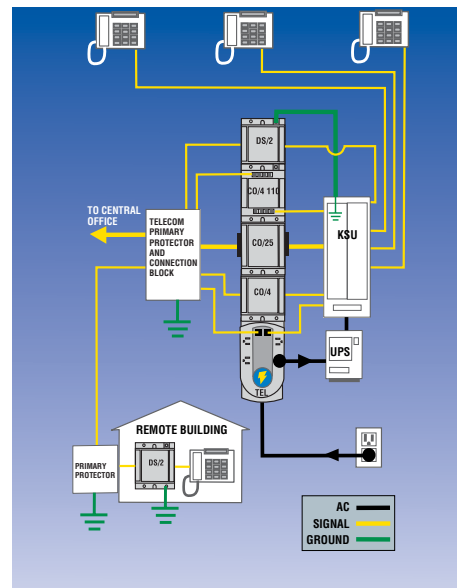 DS/2
CO/4 110
TO CENTRAL
OFFICE
TELECOM
PRIMARY
PROTECTOR
AND
CONNECTION
BLOCK
KSU
CO/25
CO/4
UPS
TEL
REMOTE BUILDING
DS/2
PRIMARY
PROTECTOR
AC
SIGNAL
GROUND